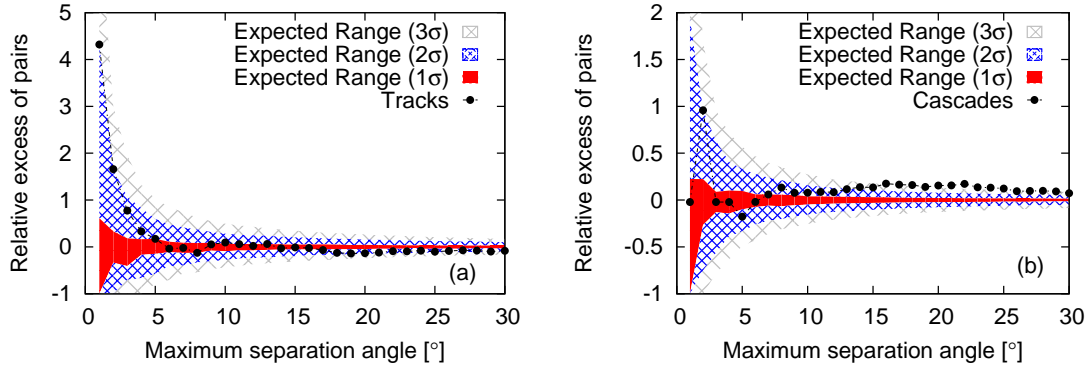 Relative excess of pairs
5
4
3
2
1
0
-1
Expected Range (3σ)
Expected Range (2σ)
Expected Range (1σ)
Tracks
(a)
0 5 10 15 20 25 30
Maximum separation angle [°]
Relative excess of pairs
2
1.5
1
0.5
0
-0.5
-1
Expected Range (3σ)
Expected Range (2σ)
Expected Range (1σ)
Cascades
(b)
0 5 10 15 20 25 30
Maximum separation angle [°]